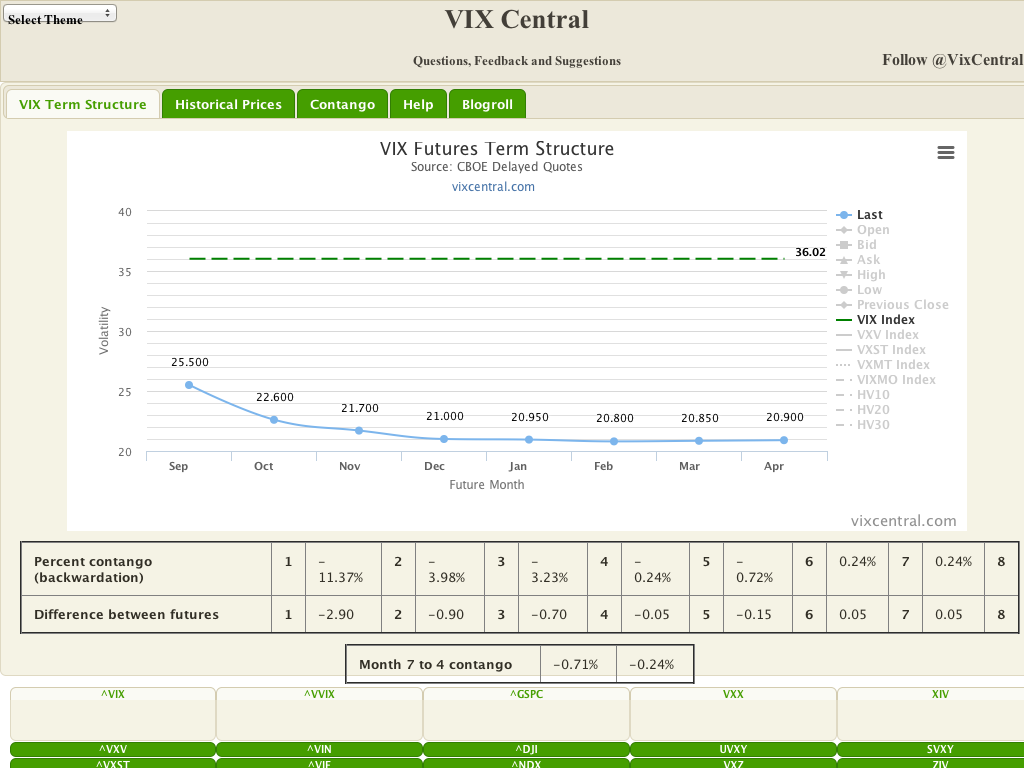 Select Theme
VIX Central
Questions, Feedback and Suggestions
Follow @VixCentral
VIX Term Structure
Historical Prices
Contango
Help
Blogroll
VIX Futures Term Structure
Source: CBOE Delayed Quotes
vixcentral.com
40
35
30
25
20
Volatility
36.02
25.500
22.600
21.700
21.000
20.950
20.800
20.850
20.900
Sep
Oct
Nov
Dec
Jan
Feb
Mar
Apr
Future Month
Last
Open
Bid
Ask
High
Low
Previous Close
VIX Index
VXV Index
VXST Index
VXMT Index
VIXMO Index
HV10
HV20
HV30
vixcentral.com
Percent contango (backwardation) 1 -11.37% 2 -3.98% 3 -3.23% 4 -0.24% 5 -0.72% 6 0.24% 7 0.24% 8
Difference between futures 1 -2.90 2 -0.90 3 -0.70 4 -0.05 5 -0.15 6 0.05 7 0.05 8
Month 7 to 4 contango -0.71% -0.24%
^VIX ^VVIX ^GSPC VXX XIV
^VXV ^VIN ^DJI UVXY SVXY
^VXST ^VIF ^NDX VXZ ZIV